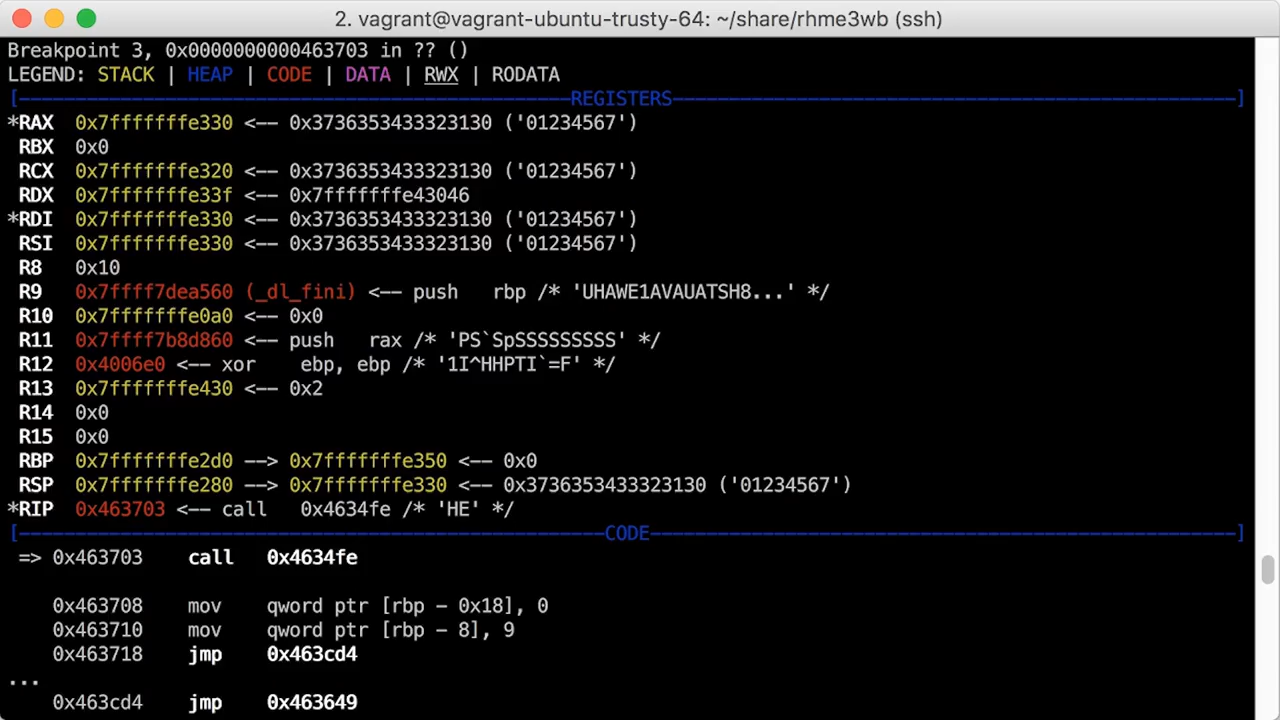 2. vagrant@vagrant-ubuntu-trusty-64: ~/share/rhme3wb (ssh)
Breakpoint 3, 0x0000000000463703 in ?? ()
LEGEND: STACK | HEAP | CODE | DATA | RWX | RODATA
[—REGISTERS—]
*RAX 0x7fffffffe330 <-- 0x3736353433323130 ('01234567')
RBX 0x0
RCX 0x7fffffffe320 <-- 0x3736353433323130 ('01234567')
RDX 0x7fffffffe33f <-- 0x7fffffffe43046
*RDI 0x7fffffffe330 <-- 0x3736353433323130 ('01234567')
RSI 0x7fffffffe330 <-- 0x3736353433323130 ('01234567')
R8 0x10
R9 0x7ffff7dea560 (_dl_fini) <-- push rbp /* 'UHAWE1AVAUATSH8...' */
R10 0x7fffffffe0a0 <-- 0x0
R11 0x7ffff7b8d860 <-- push rax /* 'PS`SpSSSSSSSSS' */
R12 0x4006e0 <-- xor ebp, ebp /* '1I^HHPTI`=F' */
R13 0x7fffffffe430 <-- 0x2
R14 0x0
R15 0x0
RBP 0x7fffffffe2d0 --> 0x7fffffffe350 <-- 0x0
RSP 0x7fffffffe280 --> 0x7fffffffe330 <-- 0x3736353433323130 ('01234567')
*RIP 0x463703 <-- call 0x4634fe /* 'HE' */
[—CODE—]
=> 0x463703 call 0x4634fe
0x463708 mov qword ptr [rbp - 0x18], 0
0x463710 mov qword ptr [rbp - 8], 9
0x463718 jmp 0x463cd4
...
0x463cd4 jmp 0x463649